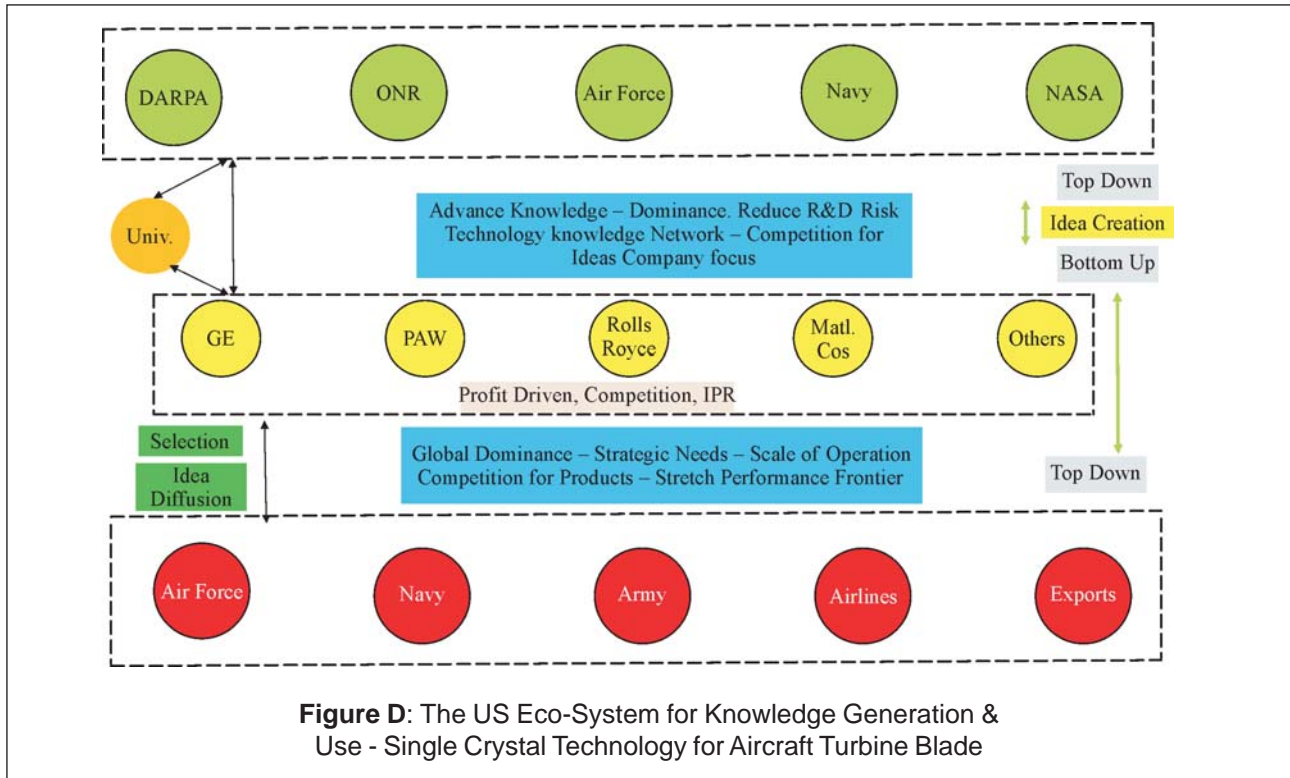 DARPA
ONR
Air Force
Navy
NASA
Top Down
Idea Creation
Bottom Up
Univ.
Advance Knowledge – Dominance. Reduce R&D Risk
Technology knowledge Network – Competition for
Ideas Company focus
GE
PAW
Rolls
Royce
Matl.
Cos
Others
Profit Driven, Competition, IPR
Selection
Idea
Diffusion
Global Dominance – Strategic Needs – Scale of Operation
Competition for Products – Stretch Performance Frontier
Top Down
Air Force
Navy
Army
Airlines
Exports
Figure D: The US Eco-System for Knowledge Generation &
Use - Single Crystal Technology for Aircraft Turbine Blade